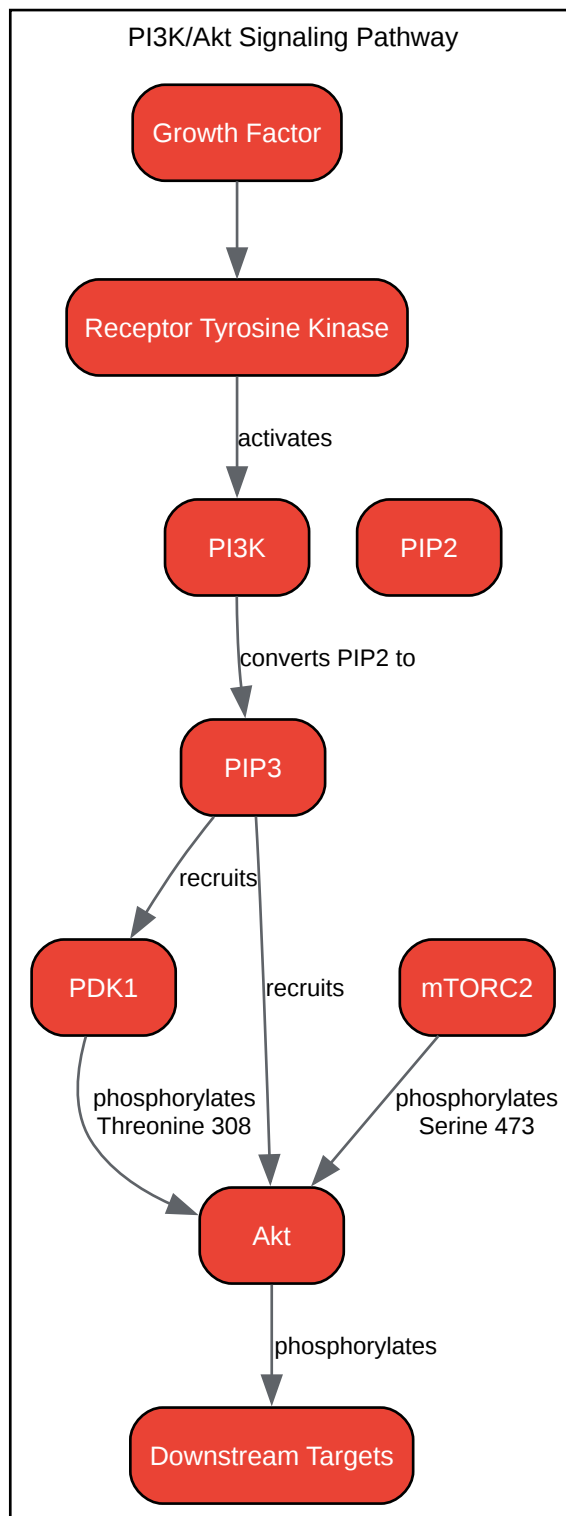 PI3K/Akt Signaling Pathway
Growth Factor
Receptor Tyrosine Kinase
activates
PI3K
PIP2
converts PIP2 to
PIP3
recruits
recruits
PDK1
mTORC2
phosphorylates
Threonine 308
phosphorylates
Serine 473
Akt
phosphorylates
Downstream Targets